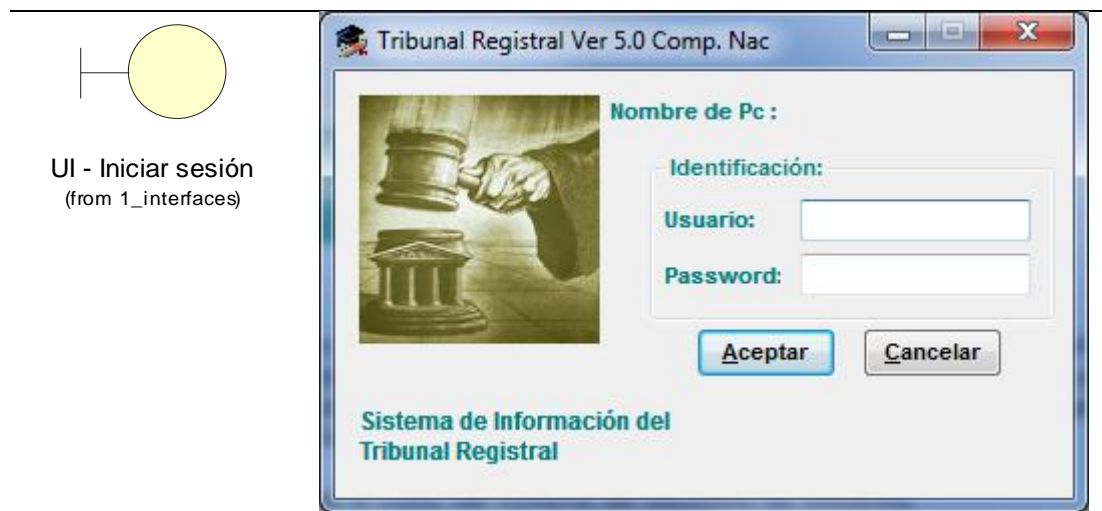 UI - Iniciar sesión
(from 1_interfaces)
Tribunal Registral Ver 5.0 Comp. Nac
Nombre de Pc :
Identificación:
Usuario:
Password:
Aceptar
Cancelar
Sistema de Información del
Tribunal Registral